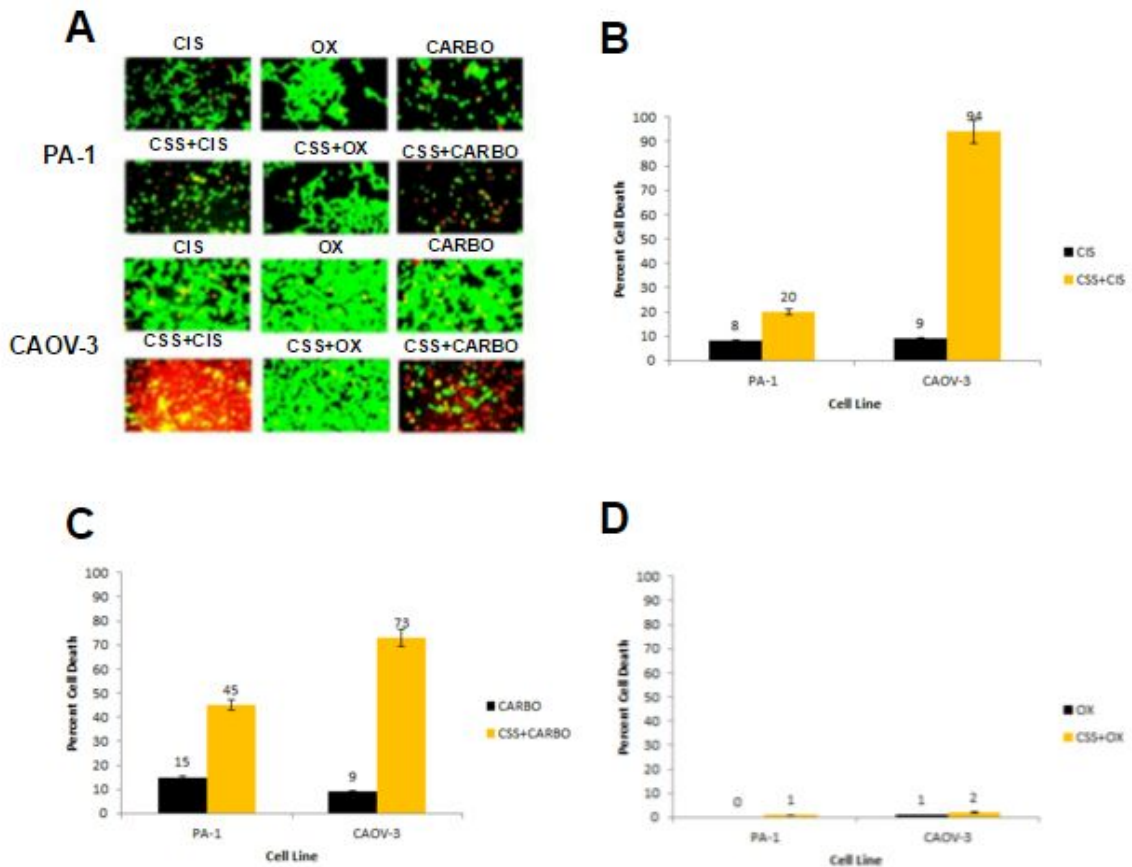 A
CIS OX CARBO
PA-1
CSS+CIS CSS+OX CSS+CARBO
CIS OX CARBO
CAOV-3
CSS+CIS CSS+OX CSS+CARBO
B
Percent Cell Death
100
90
80
70
60
50
40
30
20
10
0
8
20
9
94
PA-1 CAOV-3
Cell Line
CIS
CSS+CIS
C
Percent Cell Death
100
90
80
70
60
50
40
30
20
10
0
15
45
9
73
PA-1 CAOV-3
Cell Line
CARBO
CSS+CARBO
D
Percent Cell Death
100
90
80
70
60
50
40
30
20
10
0
0
1
1
2
PA-1 CAOV-3
Cell Line
OX
CSS+OX